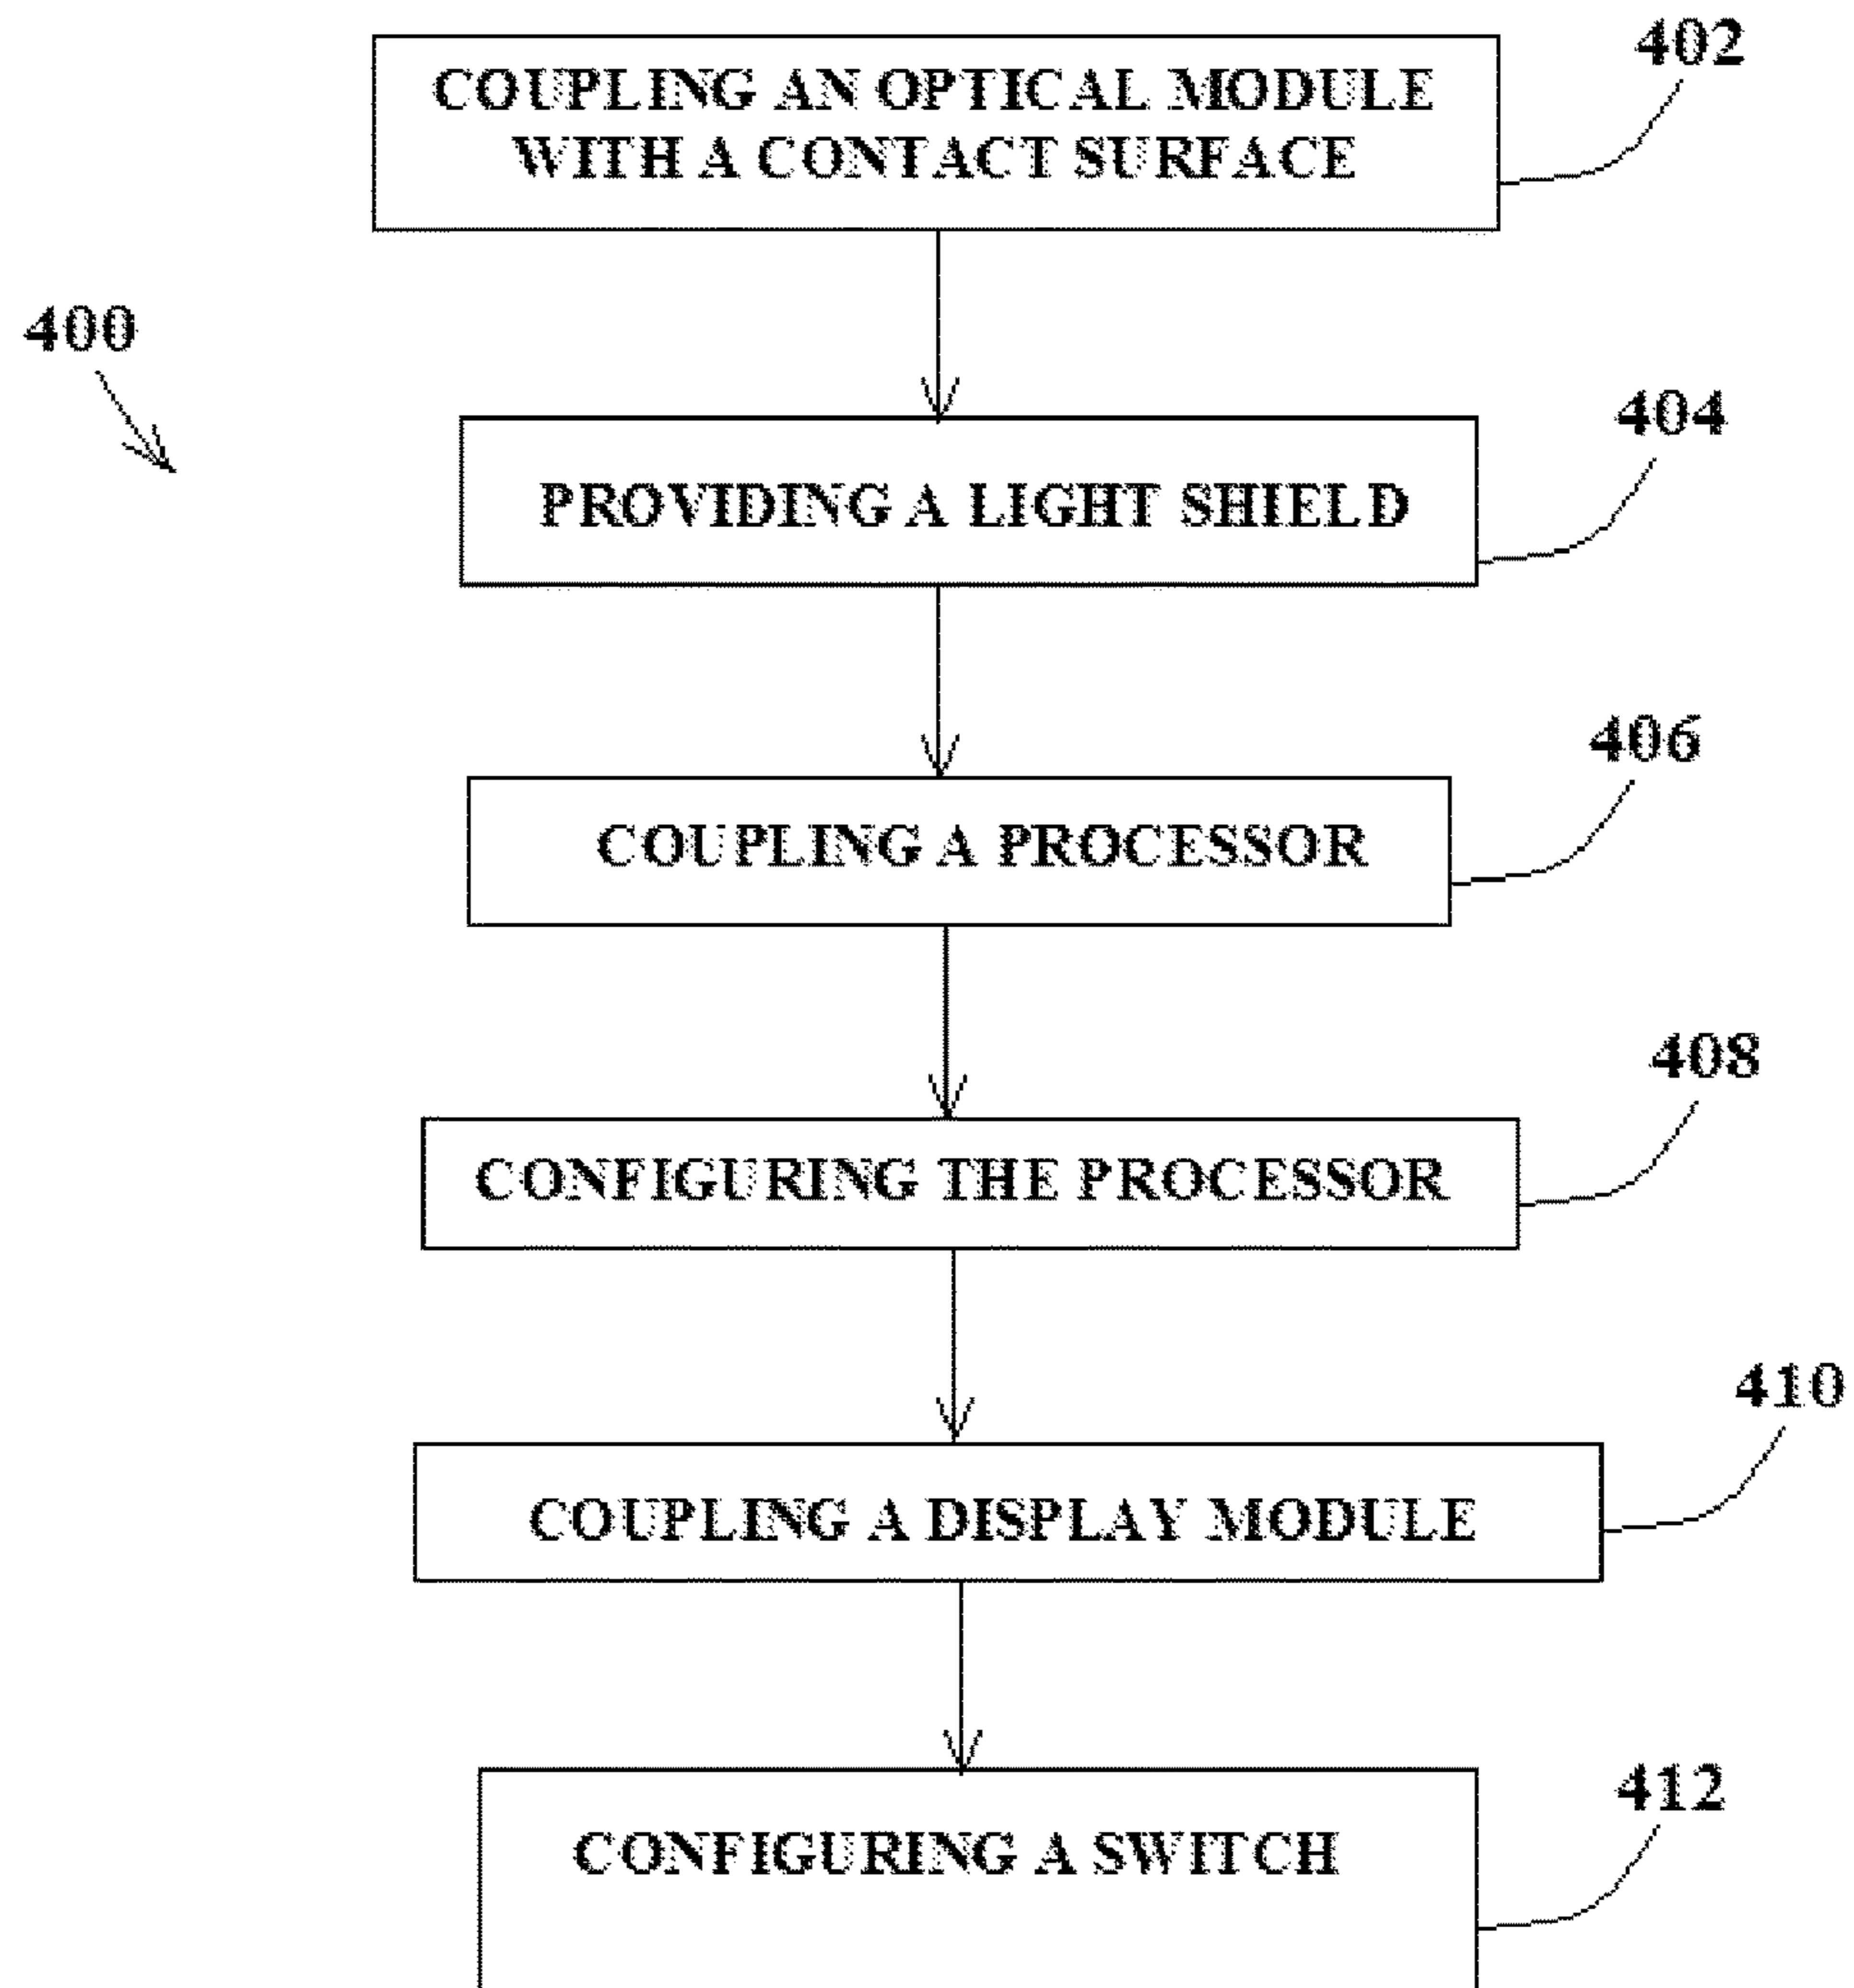 402
COUPLING AN OPTICAL MODULE
WITH A CONTACT SURFACE
400
404
PROVIDING A LIGHT SHIELD
406
COUPLING A PROCESSOR
408
CONFIGURING THE PROCESSOR
410
COUPLING A DISPLAY MODULE
412
CONFIGURING A SWITCH